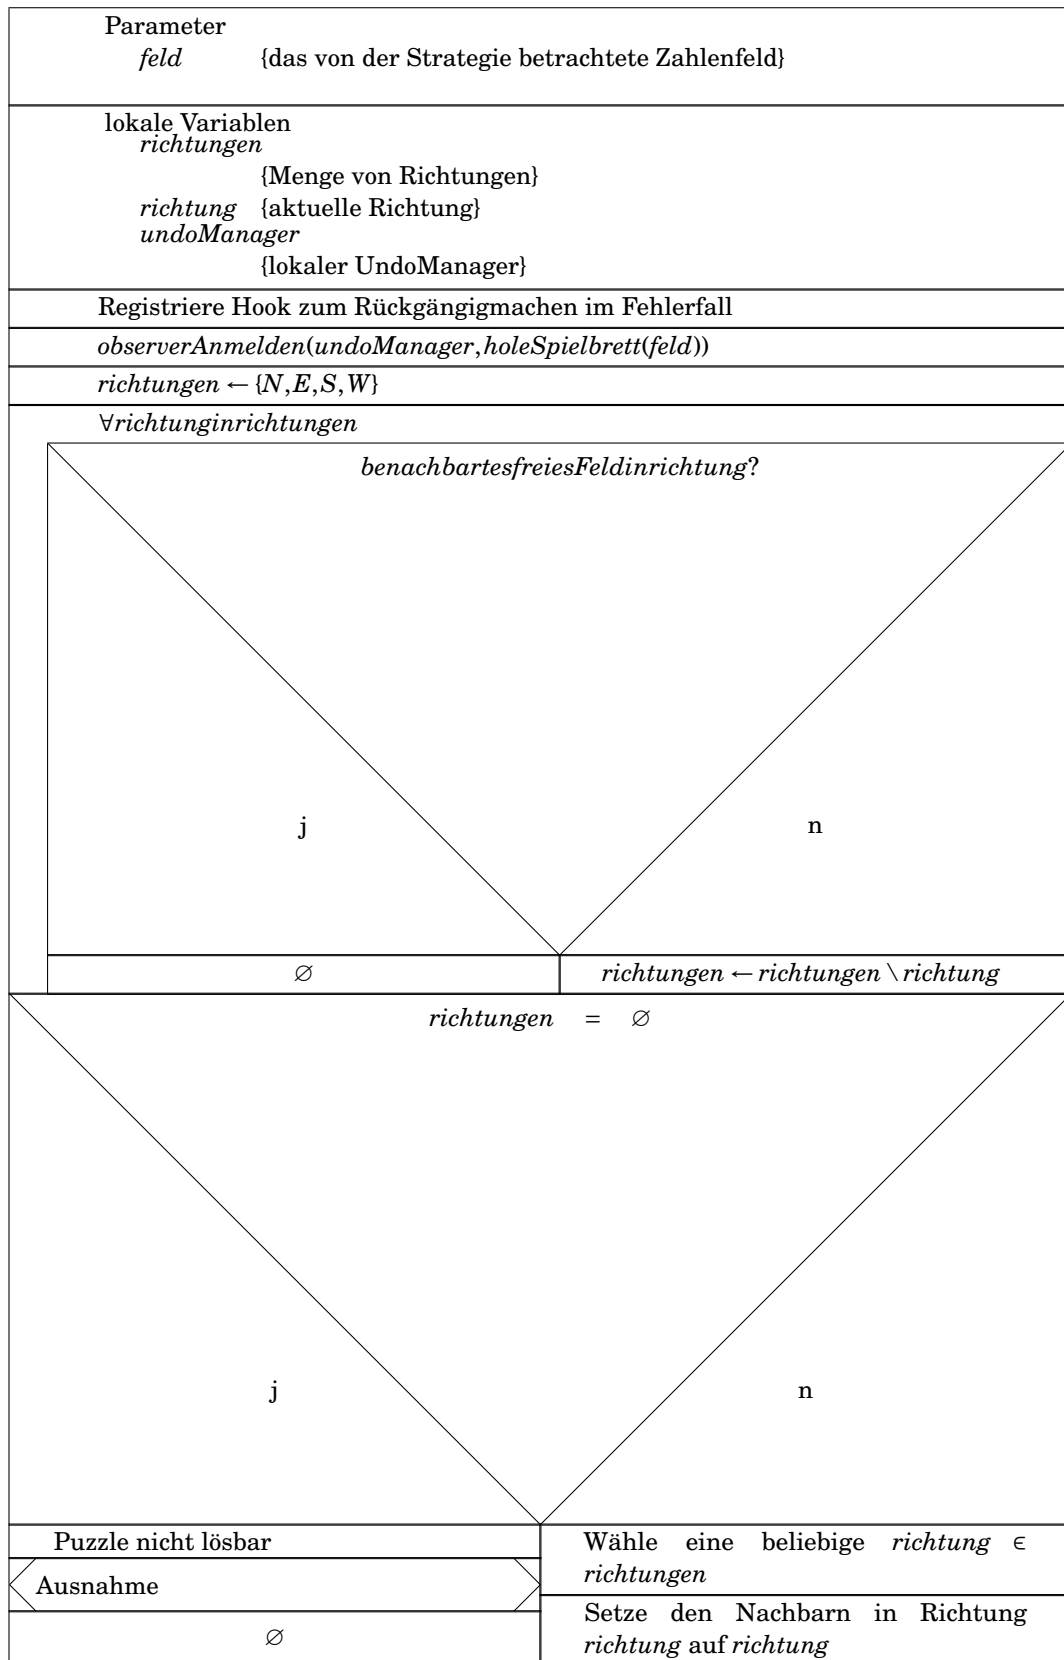 Parameter
feld {das von der Strategie betrachtete Zahlenfeld}
lokale Variablen
richtungen
{Menge von Richtungen}
richtung {aktuelle Richtung}
undoManager
{lokaler UndoManager}
Registriere Hook zum Rückgängigmachen im Fehlerfall
observerAnmelden(undoManager,holeSpielbrett(feld))
richtungen ← {N,E,S,W}
∀richtunginrichtungen
benachbartesfreiesFeldinrichtung?
j n
∅ richtungen ← richtungen \ richtung
richtungen = ∅
j n
Puzzle nicht lösbar
Ausnahme
∅
Wähle eine beliebige richtung ∈
richtungen
Setze den Nachbarn in Richtung
richtung auf richtung